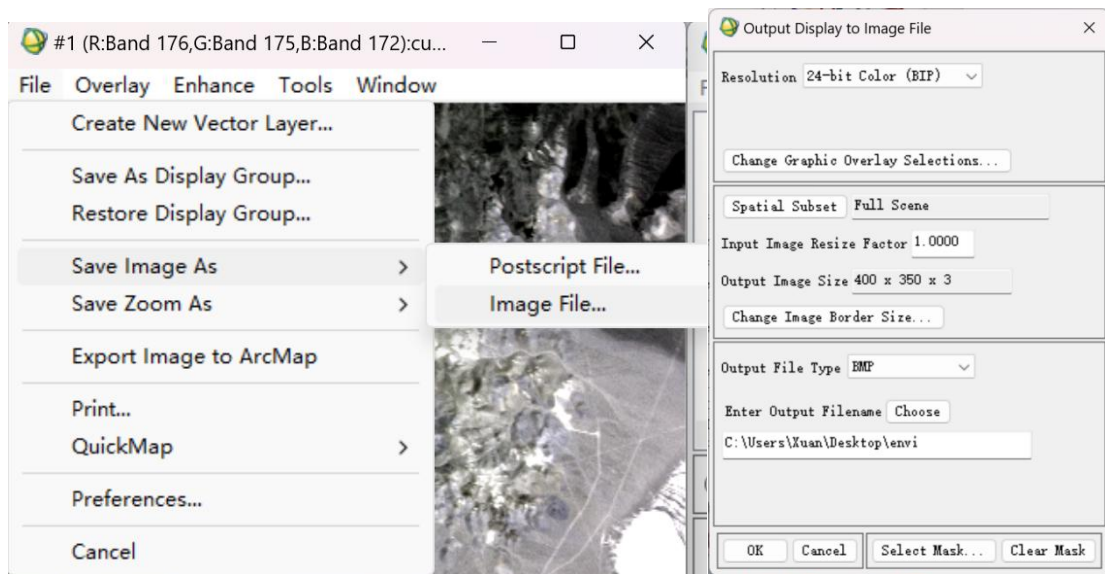 #1 (R:Band 176,G:Band 175,B:Band 172):cu...
File Overlay Enhance Tools Window
Create New Vector Layer...
Save As Display Group...
Restore Display Group...
Save Image As
Save Zoom As
Export Image to ArcMap
Print...
QuickMap
Preferences...
Cancel
Postscript File...
Image File...
Output Display to Image File
Resolution 24-bit Color (BIP)
Change Graphic Overlay Selections...
Spatial Subset Full Scene
Input Image Resize Factor 1.0000
Output Image Size 400 x 350 x 3
Change Image Border Size...
Output File Type BMP
Enter Output Filename Choose
C:\Users\Xuan\Desktop\envi
OK Cancel Select Mask... Clear Mask